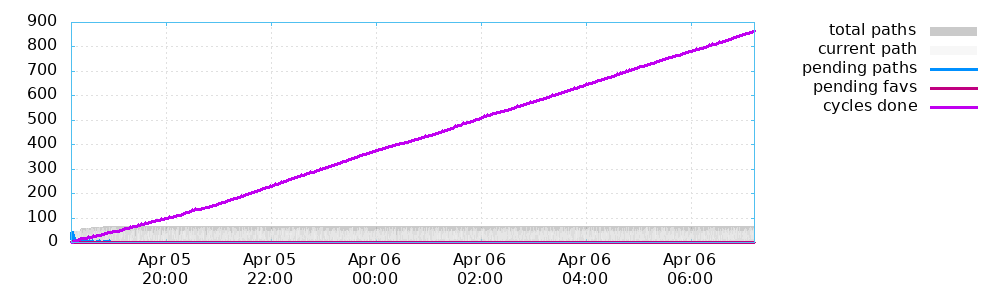 900
800
700
600
500
400
300
200
100
0
Apr 05 20:00
Apr 05 22:00
Apr 06 00:00
Apr 06 02:00
Apr 06 04:00
Apr 06 06:00
total paths
current path
pending paths
pending favs
cycles done